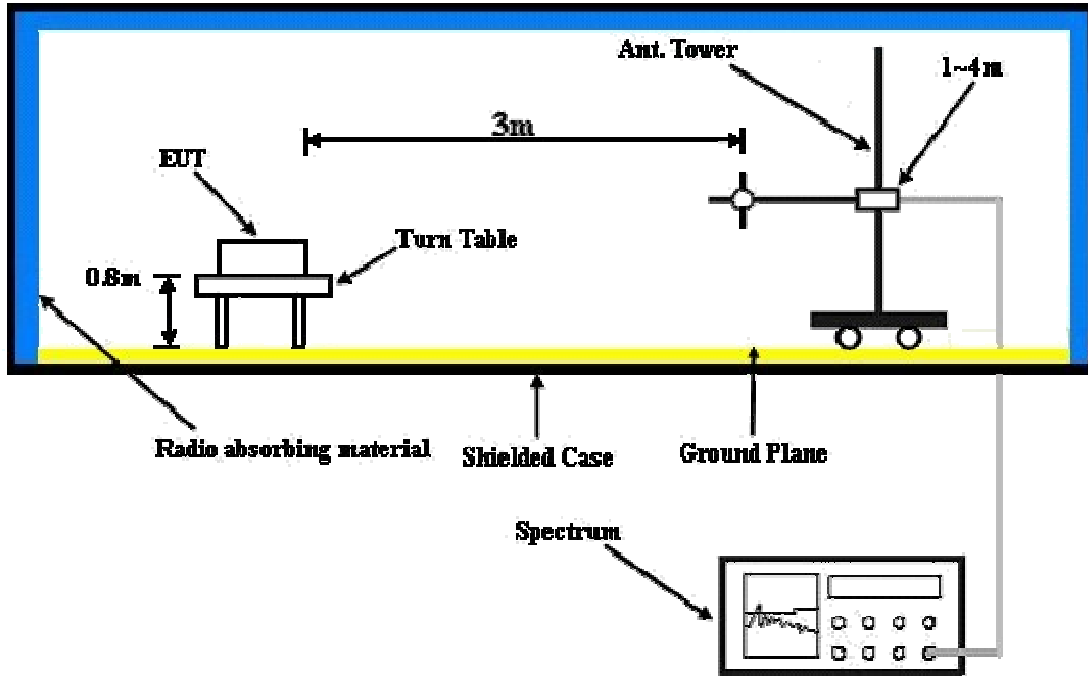 Ant. Tower
1~4m
3m
EUT
Turn Table
0.8m
Radio absorbing material
Shielded Case
Ground Plane
Spectrum